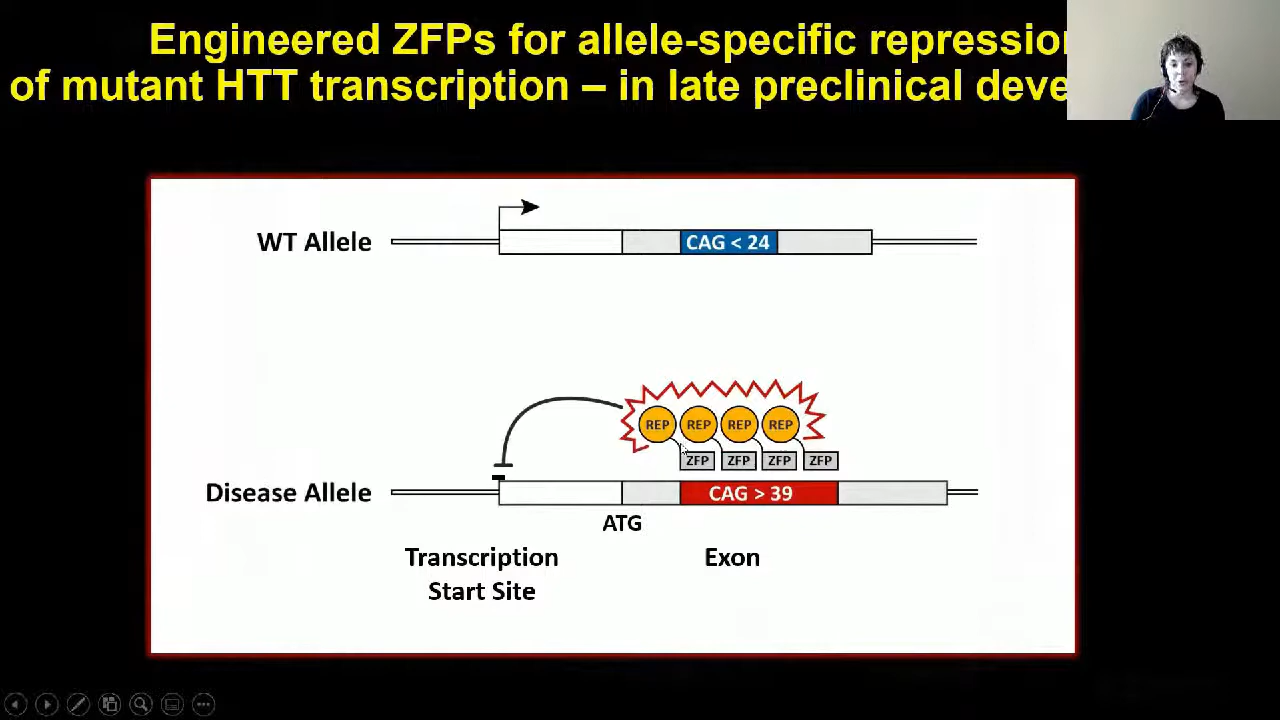 Engineered ZFPs for allele-specific repressio
of mutant HTT transcription – in late preclinical deve
WT Allele
CAG < 24
REP REP REP REP
ZFP ZFP ZFP ZFP
Disease Allele
CAG > 39
ATG
Transcription
Start Site
Exon